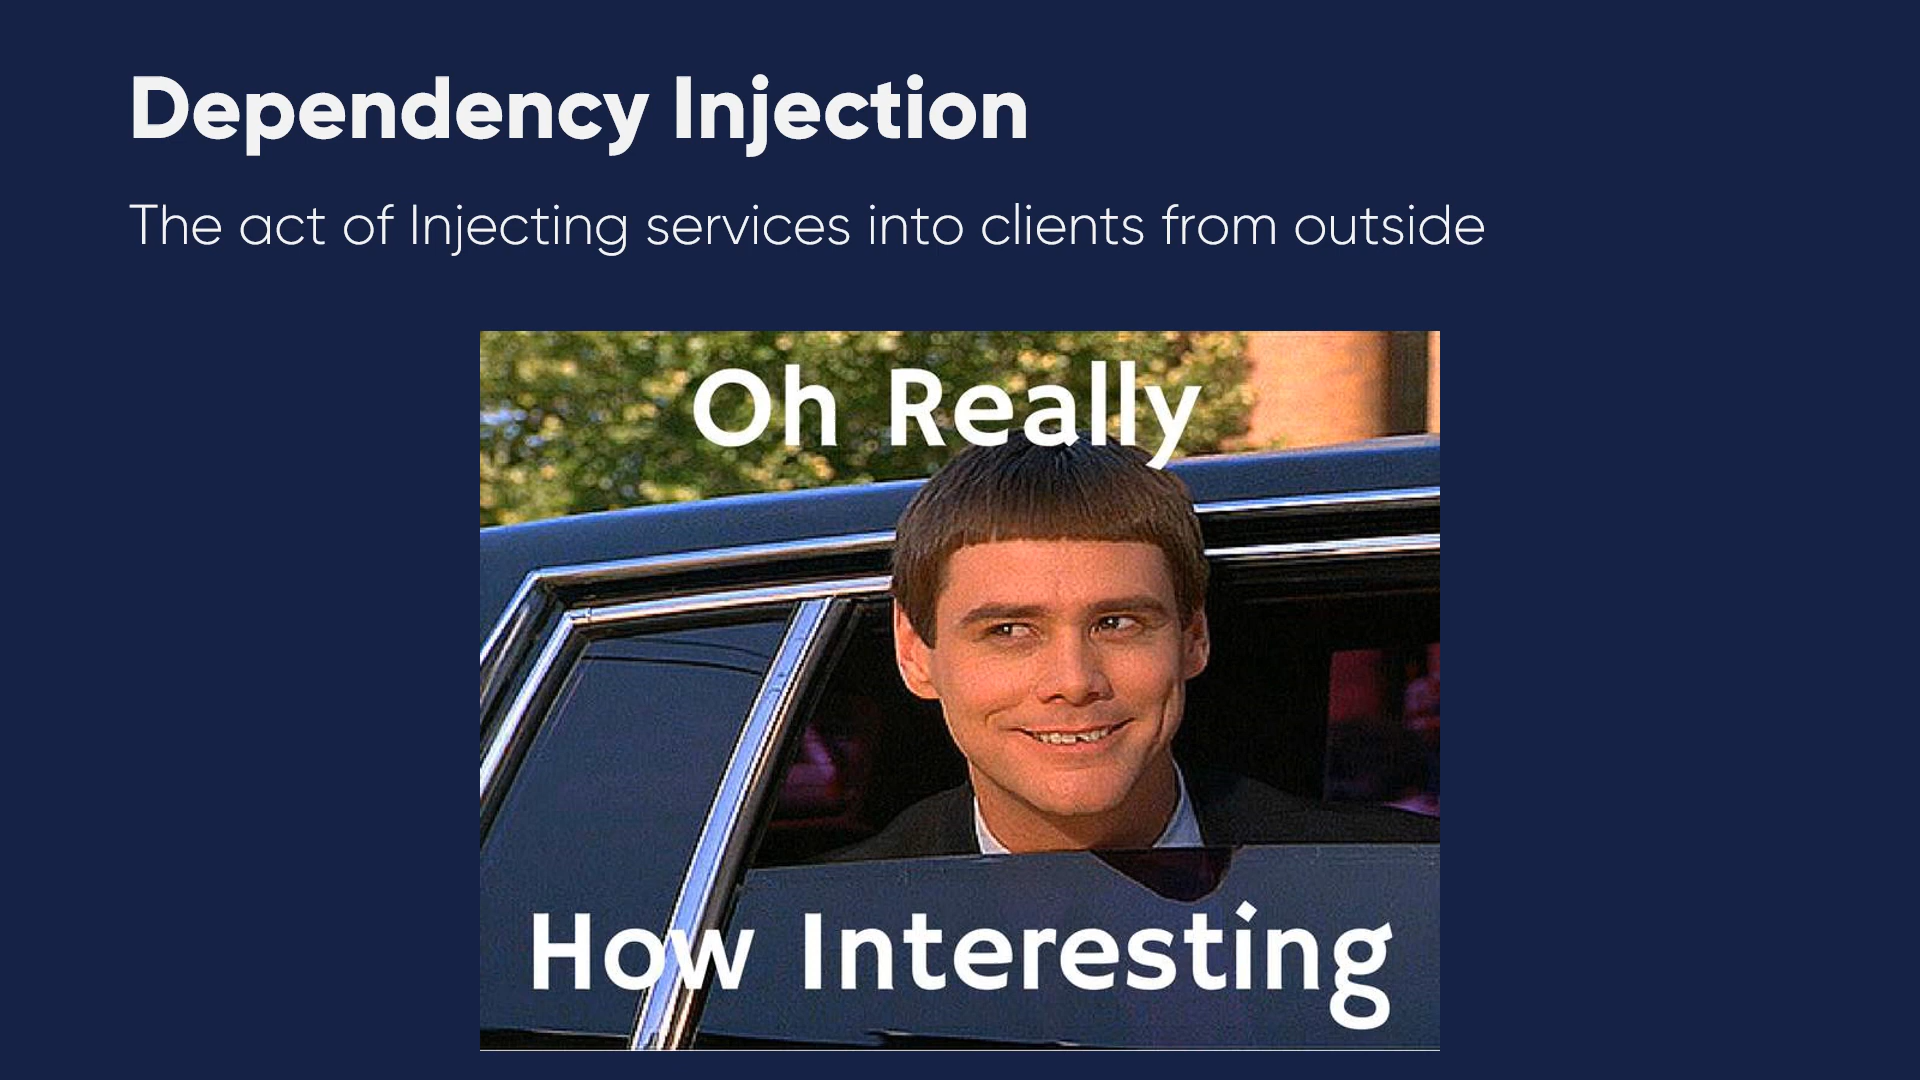 Dependency Injection
The act of Injecting services into clients from outside
Oh Really
How Interesting